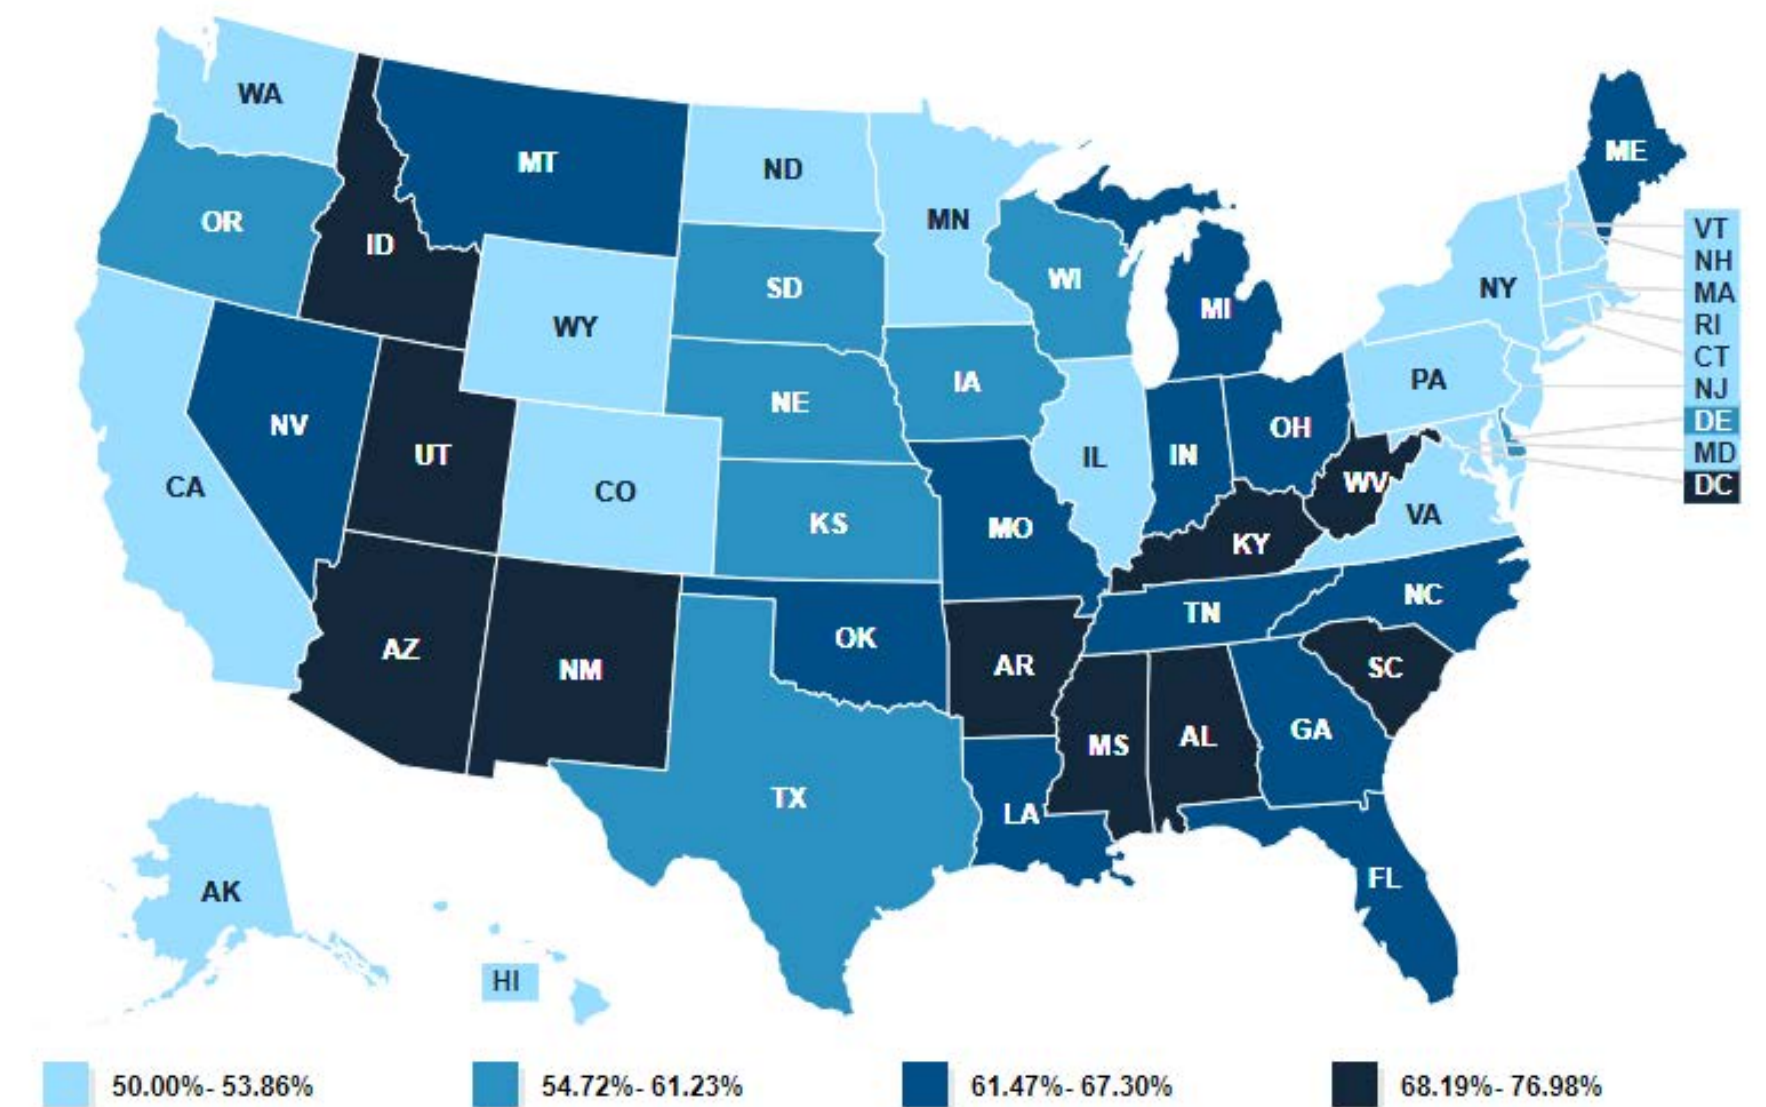 WA
ME
MT
ND
MN
OR
ID
VT
NH
SD
WI
NY
MA
MI
RI
WY
CT
IA
PA
NJ
NE
DE
NV
OH
UT
IL
IN
MD
CA
CO
WV
DC
KS
MO
VA
KY
NC
TN
OK
AZ
NM
AR
SC
GA
MS
AL
TX
LA
FL
AK
HI
50.00%- 53.86%
54.72%- 61.23%
61.47%- 67.30%
68.19%- 76.98%